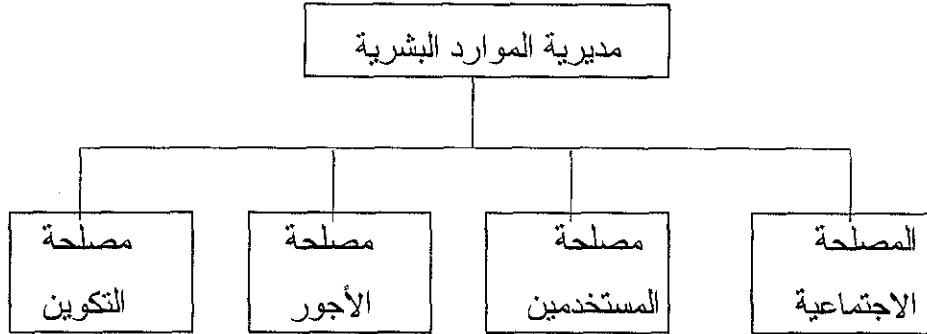 مديرية الموارد البشرية
المصلحة
الاجتماعية
مصلحة
المستخدمين
مصلحة
الأجور
مصلحة
التكوين